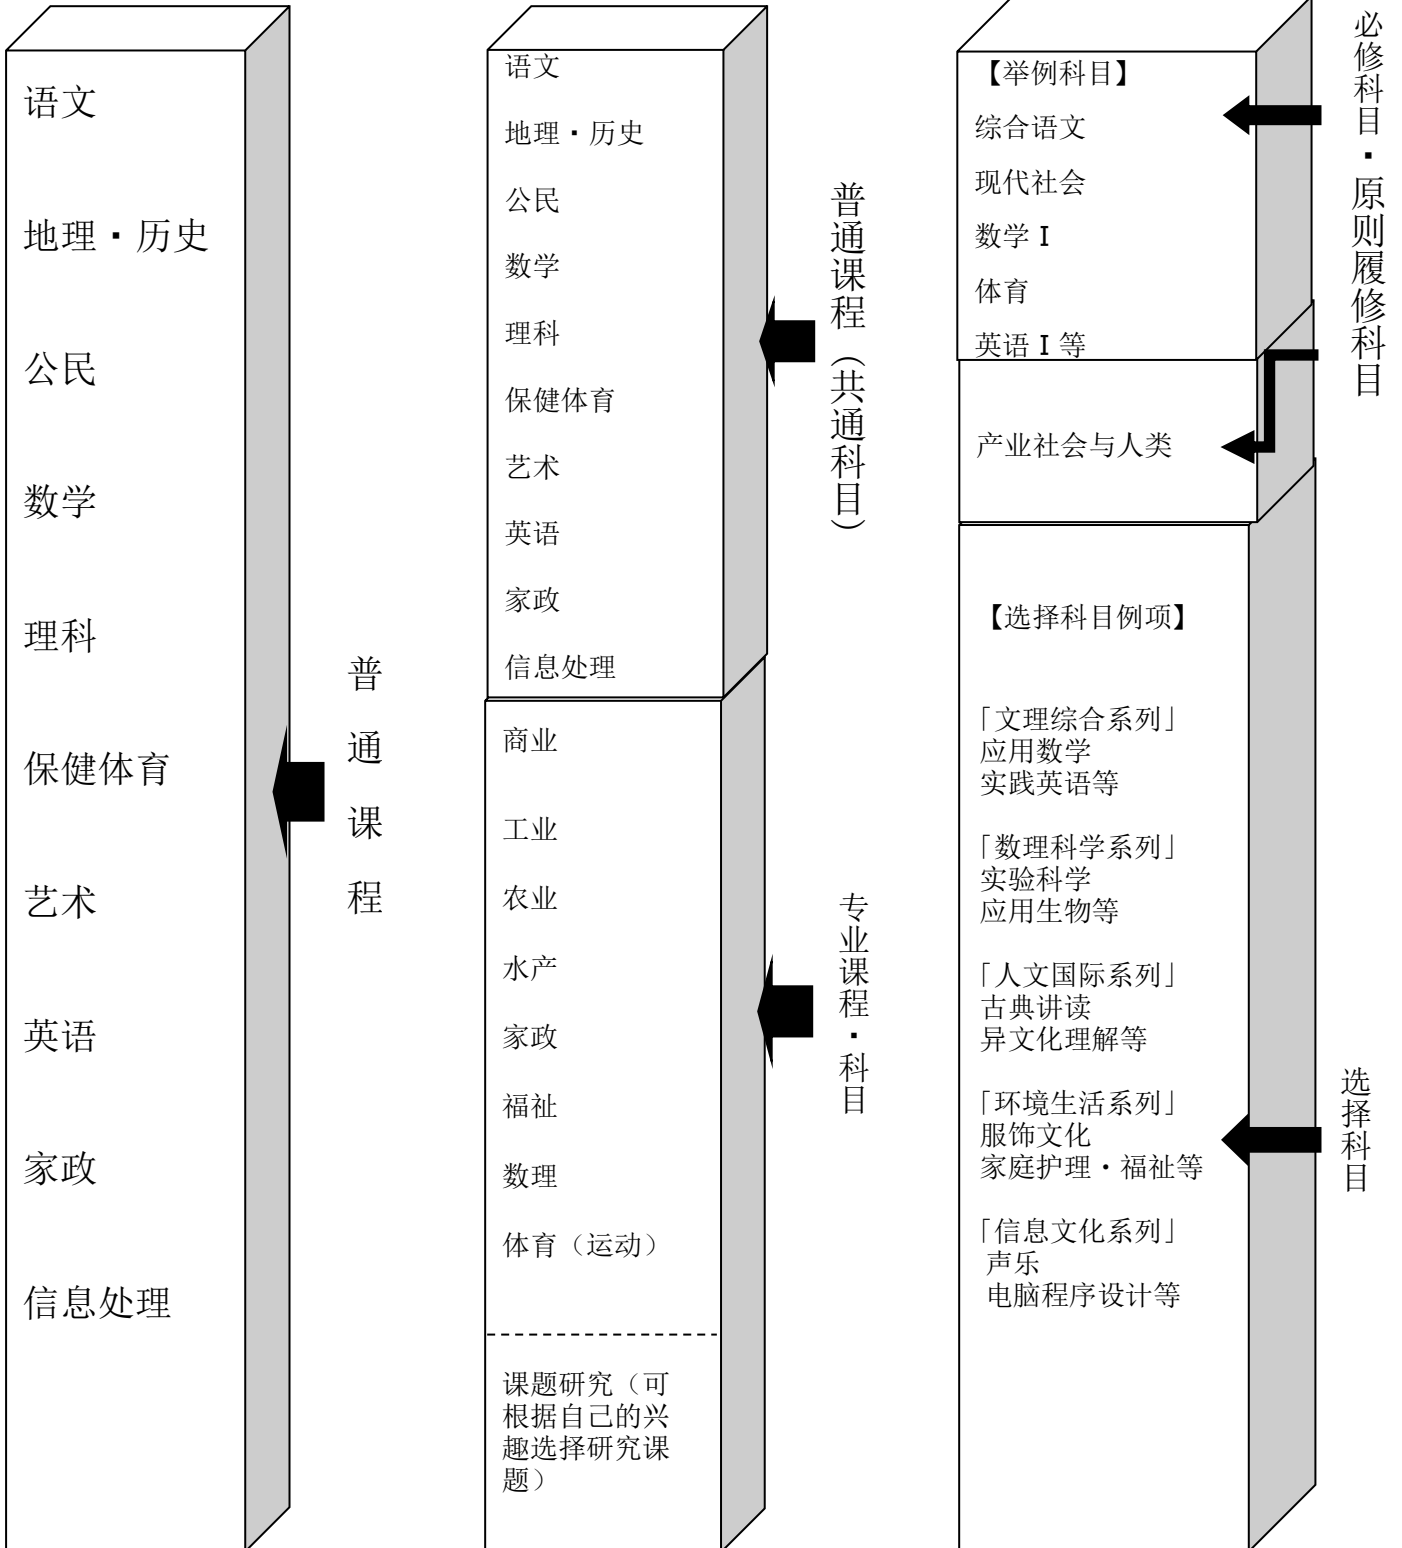 语文
地理·历史
公民
数学
理科
保健体育
艺术
英语
家政
信息处理
普通课程
语文
地理·历史
公民
数学
理科
保健体育
艺术
英语
家政
信息处理
普通课程（共通科目）
商业
工业
农业
水产
家政
福祉
数理
体育（运动）
课题研究（可
根据自己的兴
趣选择研究课
题）
专业课程·科目
【举例科目】
综合语文
现代社会
数学 I
体育
英语 I 等
产业社会与人类
必修科目·原则履修科目
【选择科目例项】
「文理综合系列」
应用数学
实践英语等
「数理科学系列」
实验科学
应用生物等
「人文国际系列」
古典讲读
异文化理解等
「环境生活系列」
服饰文化
家庭护理·福祉等
「信息文化系列」
声乐
电脑程序设计等
选择科目